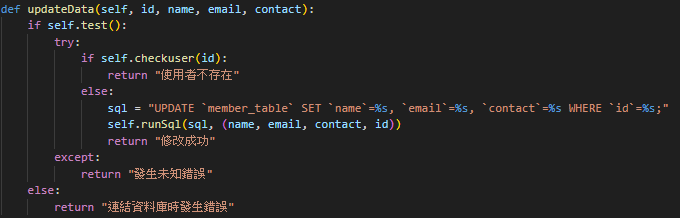 def updateData(self, id, name, email, contact):
    if self.test():
        try:
            if self.checkuser(id):
                return "使用者不存在"
            else:
                sql = "UPDATE `member_table` SET `name`=%s, `email`=%s, `contact`=%s WHERE `id`=%s;"
                self.runSql(sql, (name, email, contact, id))
                return "修改成功"
        except:
            return "發生未知錯誤"
    else:
        return "連結資料庫時發生錯誤"